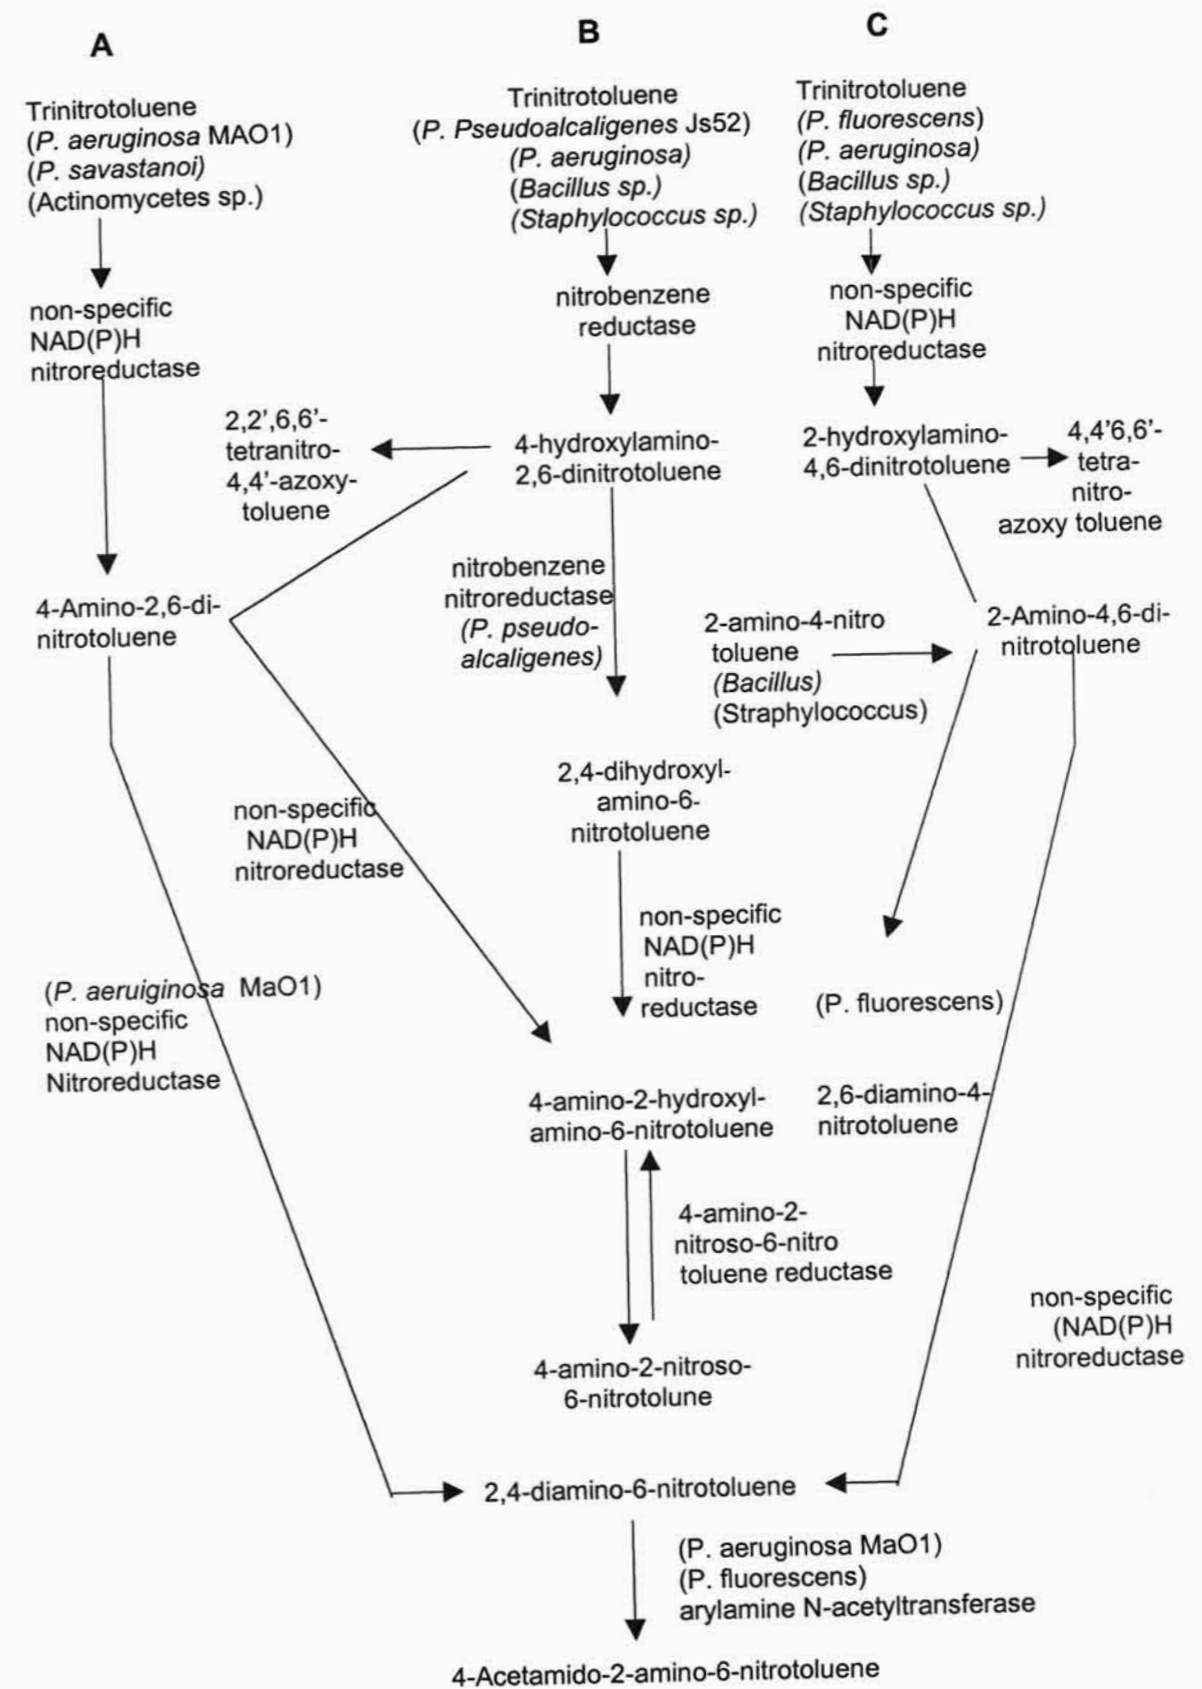 A
B
C
Trinitrotoluene
(P. aeruginosa MAO1)
(P. savastanoi)
(Actinomycetes sp.)
Trinitrotoluene
(P. Pseudoalcaligenes Js52)
(P. aeruginosa)
(Bacillus sp.)
(Staphylococcus sp.)
Trinitrotoluene
(P. fluorescens)
(P. aeruginosa)
(Bacillus sp.)
(Staphylococcus sp.)
non-specific
NAD(P)H
nitroreductase
nitrobenzene
reductase
non-specific
NAD(P)H
nitroreductase
2,2',6,6'-
tetranitro-
4,4'-azoxy-
toluene
4-hydroxylamino-
2,6-dinitrotoluene
2-hydroxylamino-
4,6-dinitrotoluene
4,4'6,6'-
tetra-
nitro-
azoxy toluene
4-Amino-2,6-di-
nitrotoluene
nitrobenzene
nitroreductase
(P. pseudo-
alcaligenes)
2-amino-4-nitro
toluene
(Bacillus)
(Straphylococcus)
2-Amino-4,6-di-
nitrotoluene
2,4-dihydroxyl-
amino-6-
nitrotoluene
non-specific
NAD(P)H
nitroreductase
non-specific
NAD(P)H
nitro-
reductase
(P. fluorescens)
(P. aeruiginosa MaO1)
non-specific
NAD(P)H
Nitroreductase
4-amino-2-hydroxyl-
amino-6-nitrotoluene
2,6-diamino-4-
nitrotoluene
4-amino-2-
nitroso-6-nitro
toluene reductase
non-specific
(NAD(P)H
nitroreductase
4-amino-2-nitroso-
6-nitrotolune
2,4-diamino-6-nitrotoluene
(P. aeruginosa MaO1)
(P. fluorescens)
arylamine N-acetyltransferase
4-Acetamido-2-amino-6-nitrotoluene